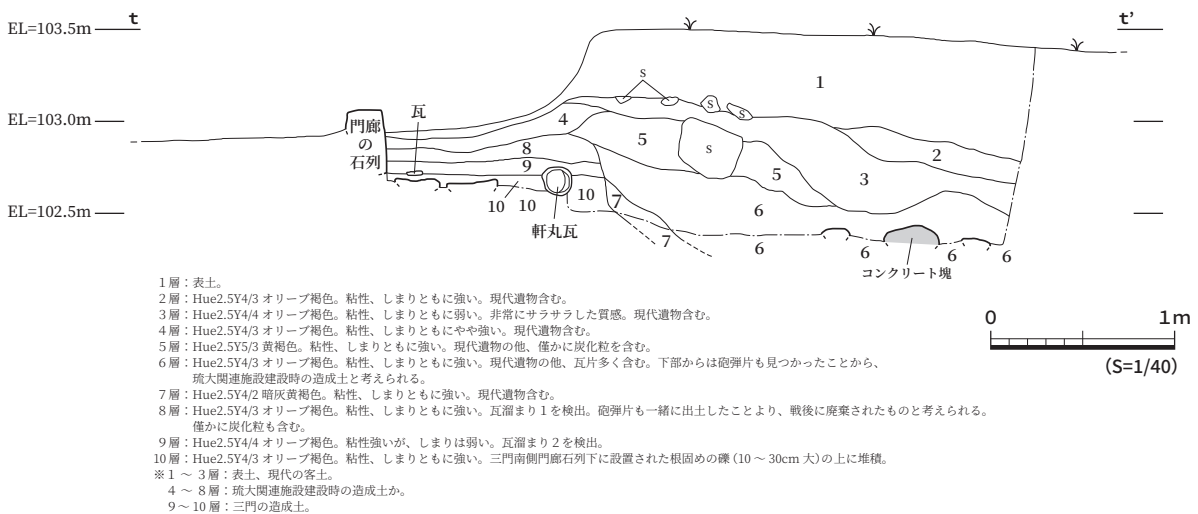 t
t’
EL=103.5m
EL=103.0m
EL=102.5m
門廊
の
石列
瓦
S
S
S
S
1
2
3
4
5
5
6
7
7
8
9
10
10
10
6
6
6
6
軒丸瓦
コンクリート塊
0
1m
(S=1/40)
1層：表土。
2層：Hue2.5Y4/3 オリーブ褐色。粘性、しまりともに強い。現代遺物含む。
3層：Hue2.5Y4/4 オリーブ褐色。粘性、しまりともに弱い。非常にサラサラした質感。現代遺物含む。
4層：Hue2.5Y4/3 オリーブ褐色。粘性、しまりともにやや強い。現代遺物含む。
5層：Hue2.5Y5/3 黄褐色。粘性、しまりともに強い。現代遺物の他、僅かに炭化粒を含む。
6層：Hue2.5Y4/3 オリーブ褐色。粘性、しまりともに強い。現代遺物の他、瓦片多く含む。下部からは砲弾片も見つかったことから、
琉大関連施設建設時の造成土と考えられる。
7層：Hue2.5Y4/2 暗灰黄褐色。粘性、しまりともに強い。現代遺物含む。
8層：Hue2.5Y4/3 オリーブ褐色。粘性、しまりともに強い。瓦溜まり1を検出。砲弾片も一緒に出土したことより、戦後に廃棄されたものと考えられる。
僅かに炭化粒も含む。
9層：Hue2.5Y4/4 オリーブ褐色。粘性強いが、しまりは弱い。瓦溜まり2を検出。
10層：Hue2.5Y4/3 オリーブ褐色。粘性、しまりともに強い。三門南側門廊石列下に設置された根固めの礫（10 ～ 30cm 大）の上に堆積。
※1 ～ 3層：表土、現代の客土。
4 ～ 8層：琉大関連施設建設時の造成土か。
9～10 層：三門の造成土。